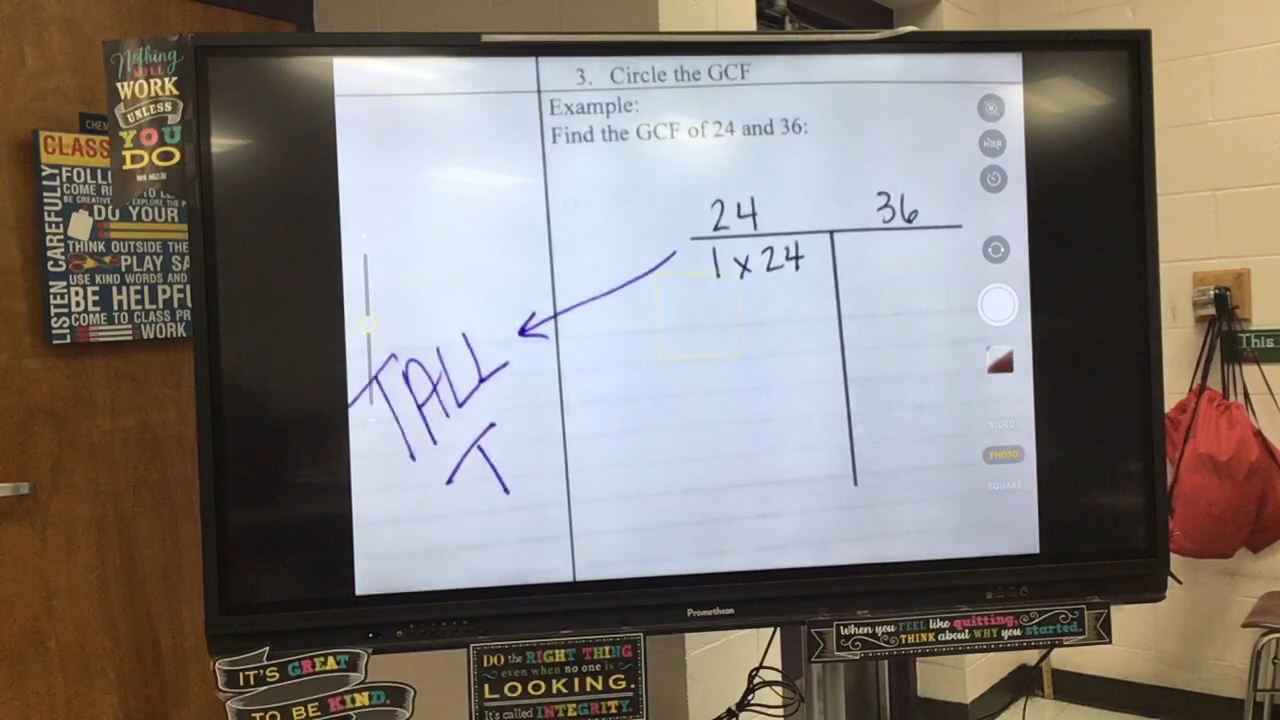 Nothing
WILL
WORK
UNLESS
YOU
DO
CLASS
COME RI
BE CREATIVE
DO YOUR
THINK OUTSIDE THE
PLAY SA
USE KIND WORDS AND
BE HELPFU
COME TO CLASS PR
WORK
LISTEN CAREFULLY
3. Circle the GCF
Example:
Find the GCF of 24 and 36:
24 36
1 x 24
TALL
T
HDR
VIDEO
PHOTO
SQUARE
Promethean
This
IT'S GREAT
TO BE KIND.
DO the RIGHT THING
even when no one is
LOOKING.
It's called INTEGRITY.
When you FEEL like quitting,
THINK about WHY you started.